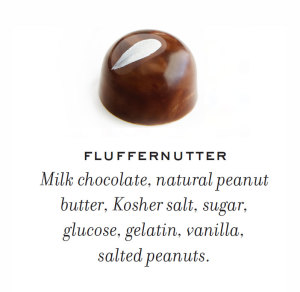 FLUFFERNUTTER
Milk chocolate, natural peanut
butter, Kosher salt, sugar,
glucose, gelatin, vanilla,
salted peanuts.